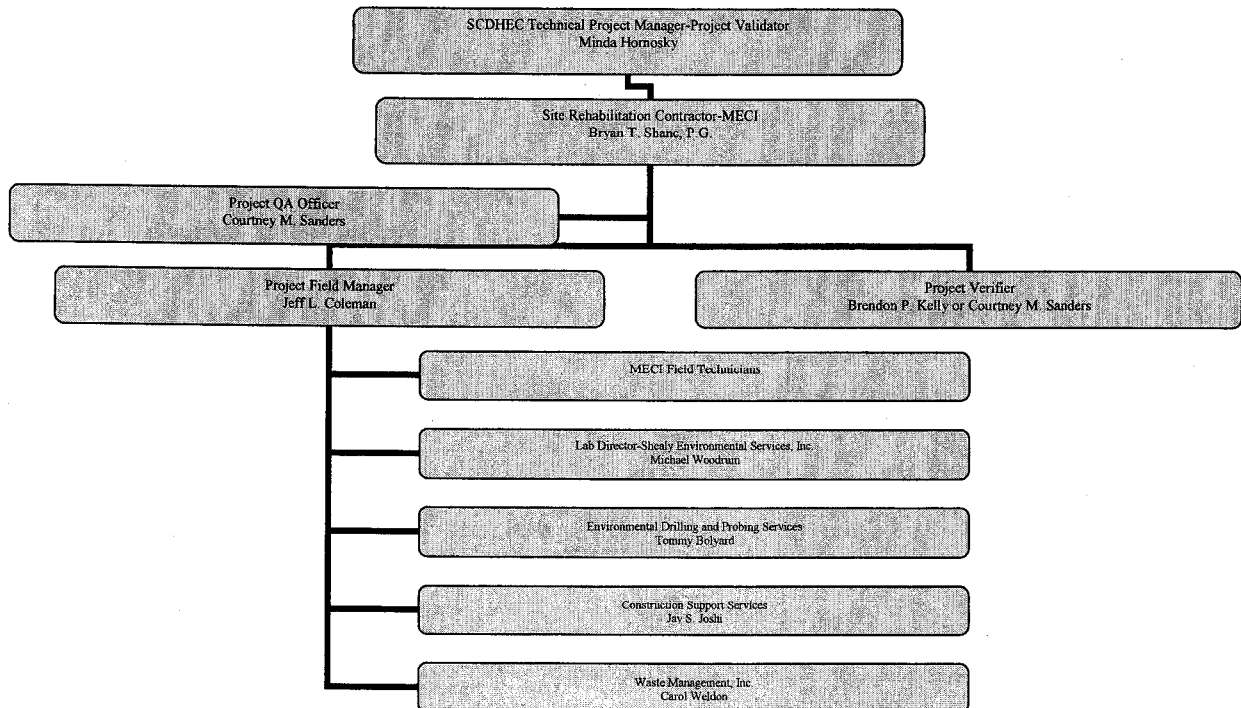 SCDHEC Technical Project Manager-Project Validator
Minda Hornosky
Site Rehabilitation Contractor-MECI
Bryan T. Shane, P.G.
Project QA Officer
Courtney M. Sanders
Project Field Manager
Jeff L. Coleman
Project Verifier
Brendon P. Kelly or Courtney M. Sanders
MECI Field Technicians
Lab Director-Shealy Environmental Services, Inc.
Michael Woodrum
Environmental Drilling and Probing Services
Tommy Bolyard
Construction Support Services
Jay S. Joshi
Waste Management, Inc.
Carol Weldon